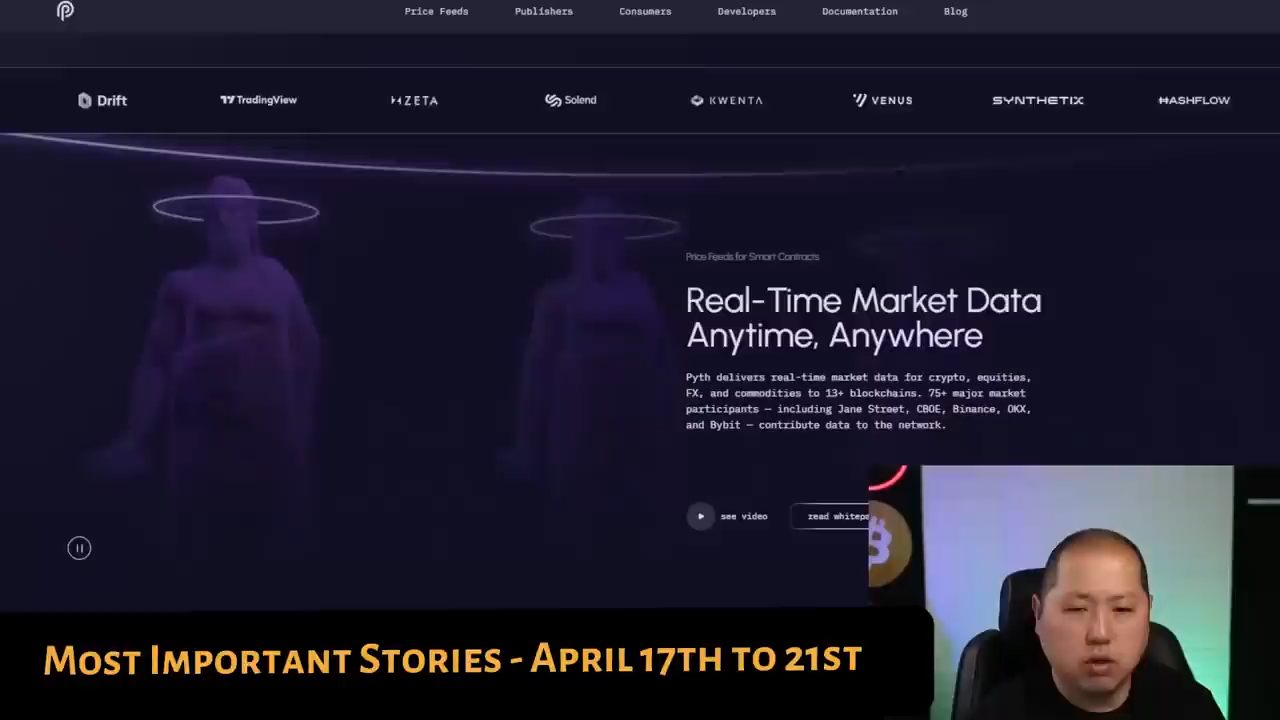 Price Feeds Publishers Consumers Developers Documentation Blog
Drift TradingView ZETA Solend KWENTA VENUS SYNTHETIX HASHFLOW
Price Feeds for Smart Contracts
Real-Time Market Data
Anytime, Anywhere
Pyth delivers real-time market data for crypto, equities,
FX, and commodities to 13+ blockchains. 75+ major market
participants — including Jane Street, CBOE, Binance, OKX,
and Bybit — contribute data to the network.
see video read whitepa
Most Important Stories - April 17th to 21st